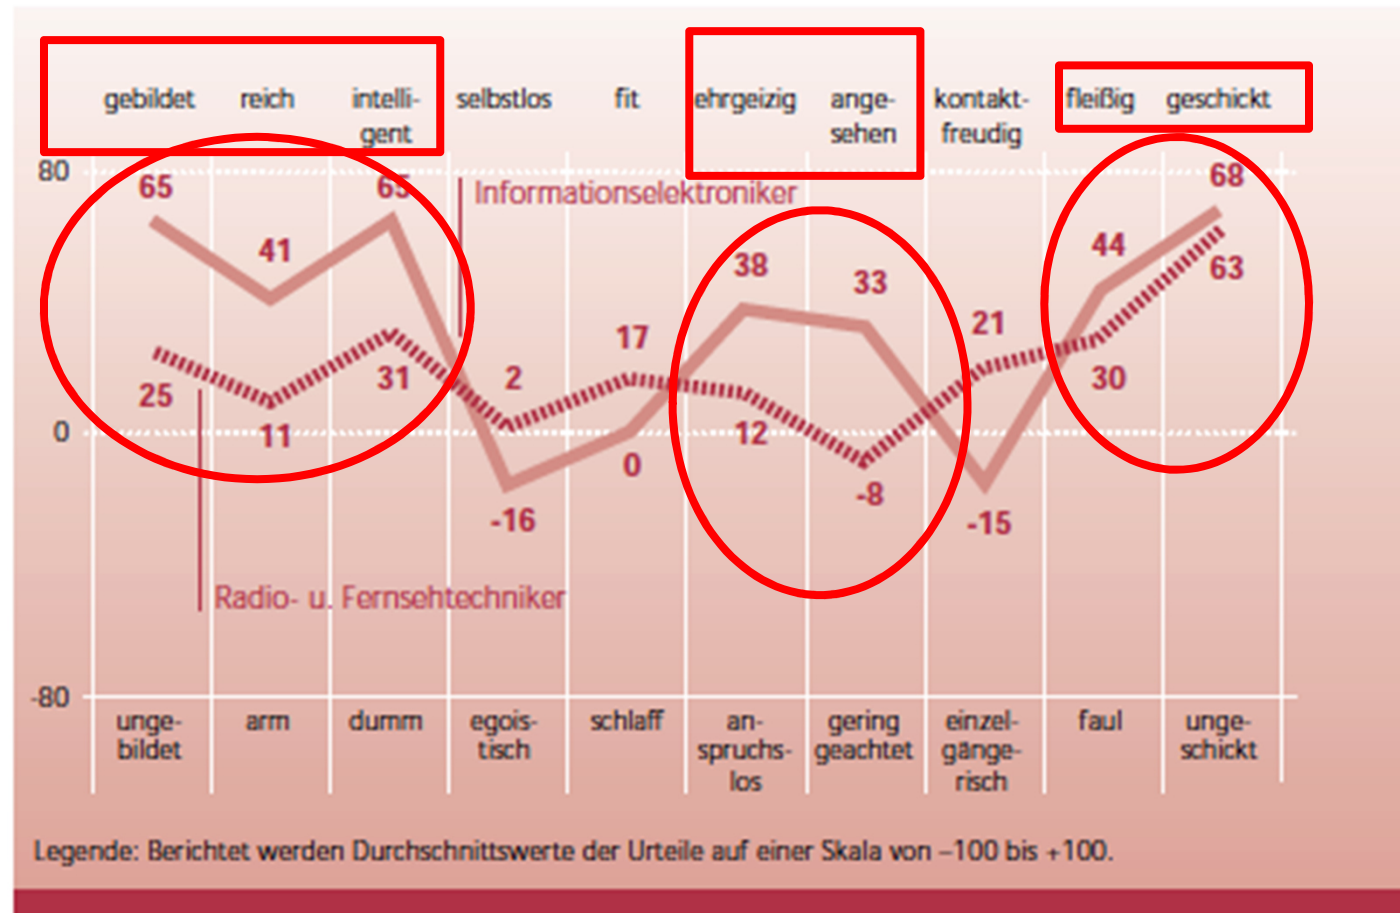 gebildet reich intelli- selbstlos fit ehrgeizig ange- kontakt- fleißig geschickt
gent sehen freudig
80
65 65 68
Informationselektroniker
41 38 33 44 63
17 21
25 31 2 30
0 11 12
0
-16 -8 -15
Radio- u. Fernsehtechniker
-80
unge- arm dumm egois- schlaff an- gering einzel- faul unge-
bildet tisch spruchs- geachtet gänge- schickt
los risch
Legende: Berichtet werden Durchschnittswerte der Urteile auf einer Skala von –100 bis +100.